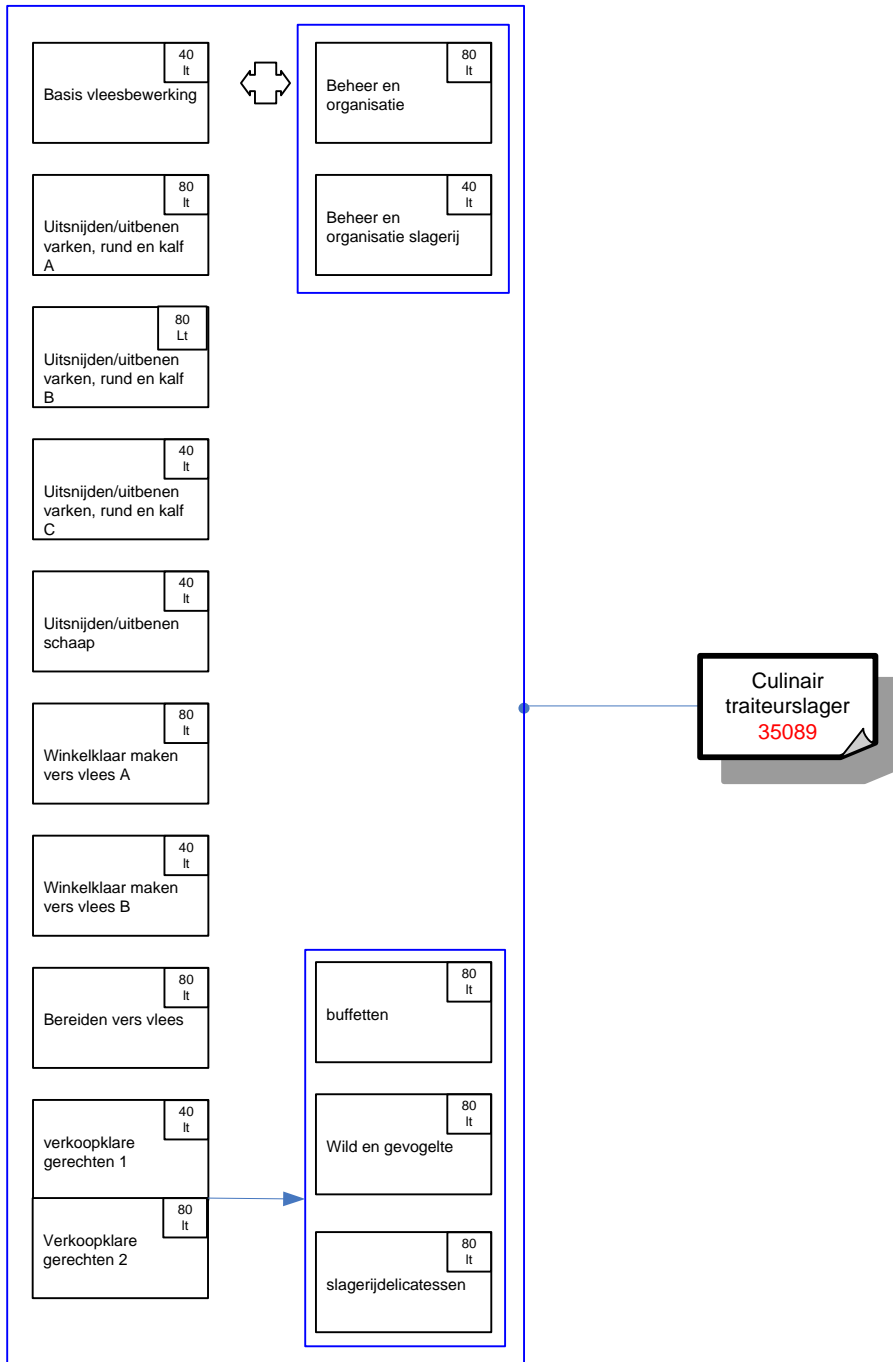 40
lt
Basis vleesbewerking
80
lt
Uitsnijden/uitbenen
varken, rund en kalf
A
80
Lt
Uitsnijden/uitbenen
varken, rund en kalf
B
40
lt
Uitsnijden/uitbenen
varken, rund en kalf
C
40
lt
Uitsnijden/uitbenen
schaap
80
lt
Winkelklaar maken
vers vlees A
40
lt
Winkelklaar maken
vers vlees B
80
lt
Bereiden vers vlees
40
lt
verkoopklare
gerechten 1
80
lt
Verkoopklare
gerechten 2
80
lt
Beheer en
organisatie
40
lt
Beheer en
organisatie slagerij
80
lt
buffetten
80
lt
Wild en gevogelte
80
lt
slagerijdelicatessen
Culinair
traiteurslager
35089